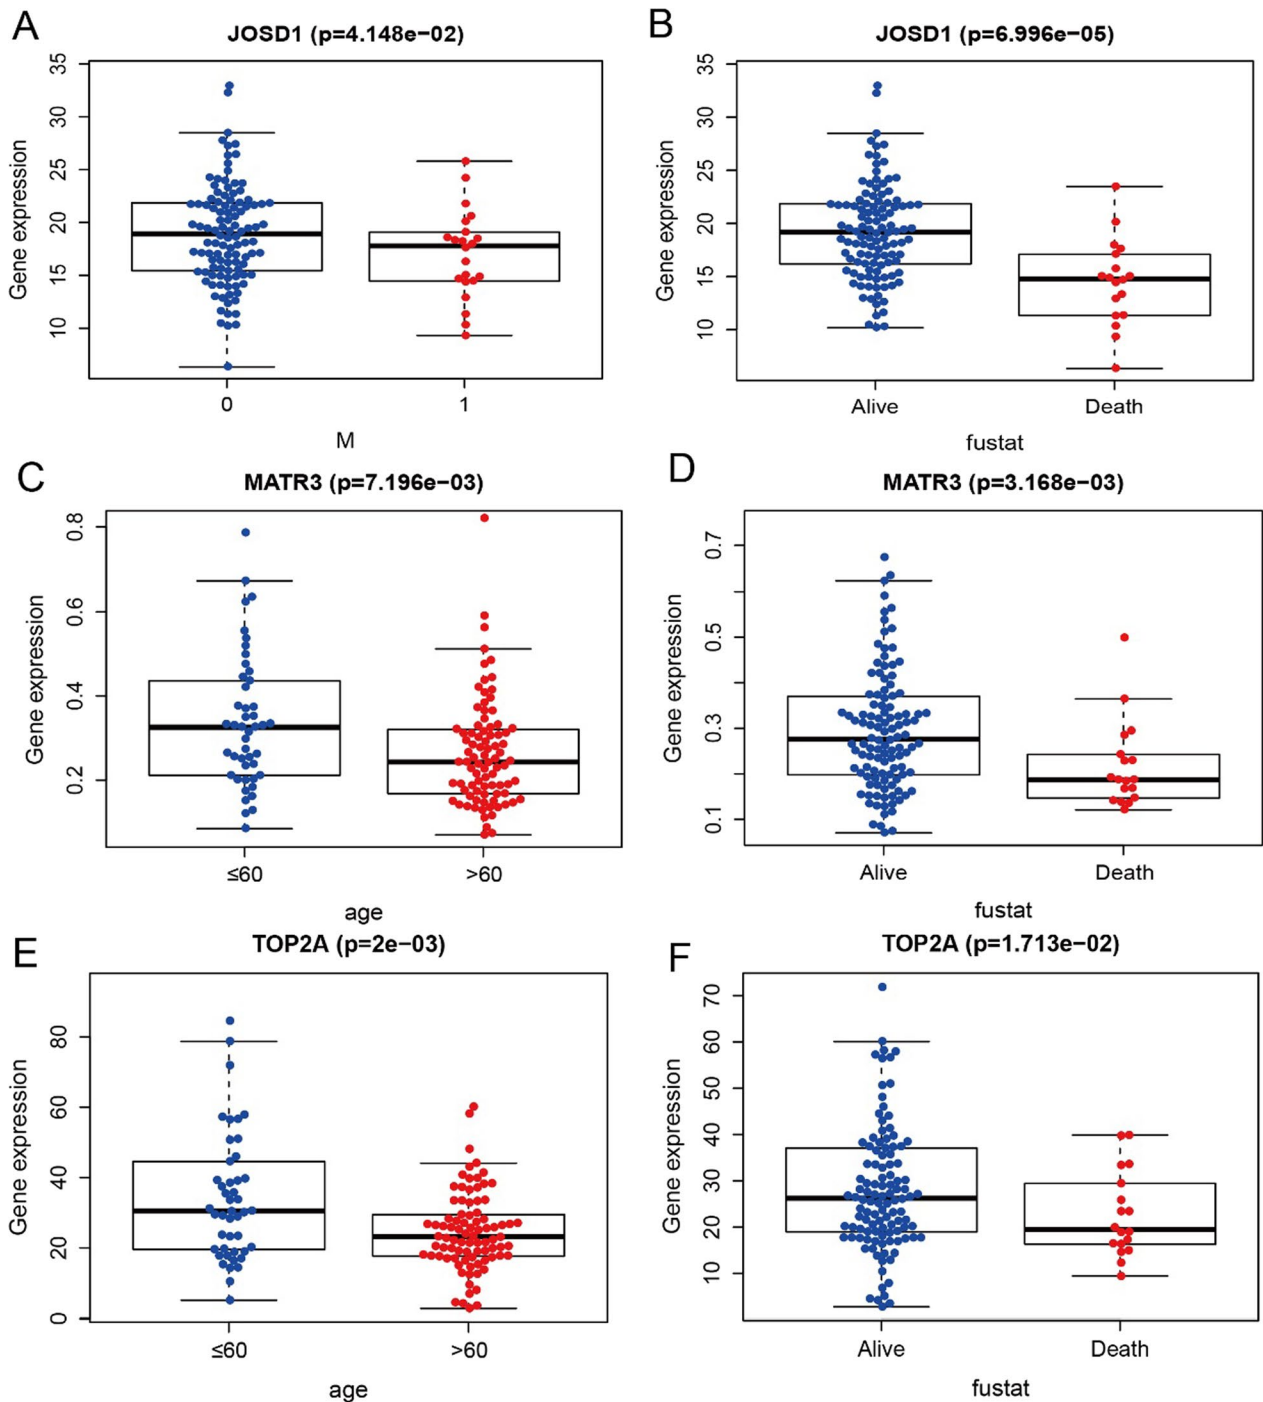 A
JOSD1 (p=4.148e−02)
Gene expression
35
30
25
20
15
10
0
1
M
B
JOSD1 (p=6.996e−05)
Gene expression
35
30
25
20
15
10
Alive
Death
fustat
C
MATR3 (p=7.196e−03)
Gene expression
0.8
0.6
0.4
0.2
≤60
>60
age
D
MATR3 (p=3.168e−03)
Gene expression
0.7
0.5
0.3
0.1
Alive
Death
fustat
E
TOP2A (p=2e−03)
Gene expression
80
60
40
20
0
≤60
>60
age
F
TOP2A (p=1.713e−02)
Gene expression
70
60
50
40
30
20
10
Alive
Death
fustat